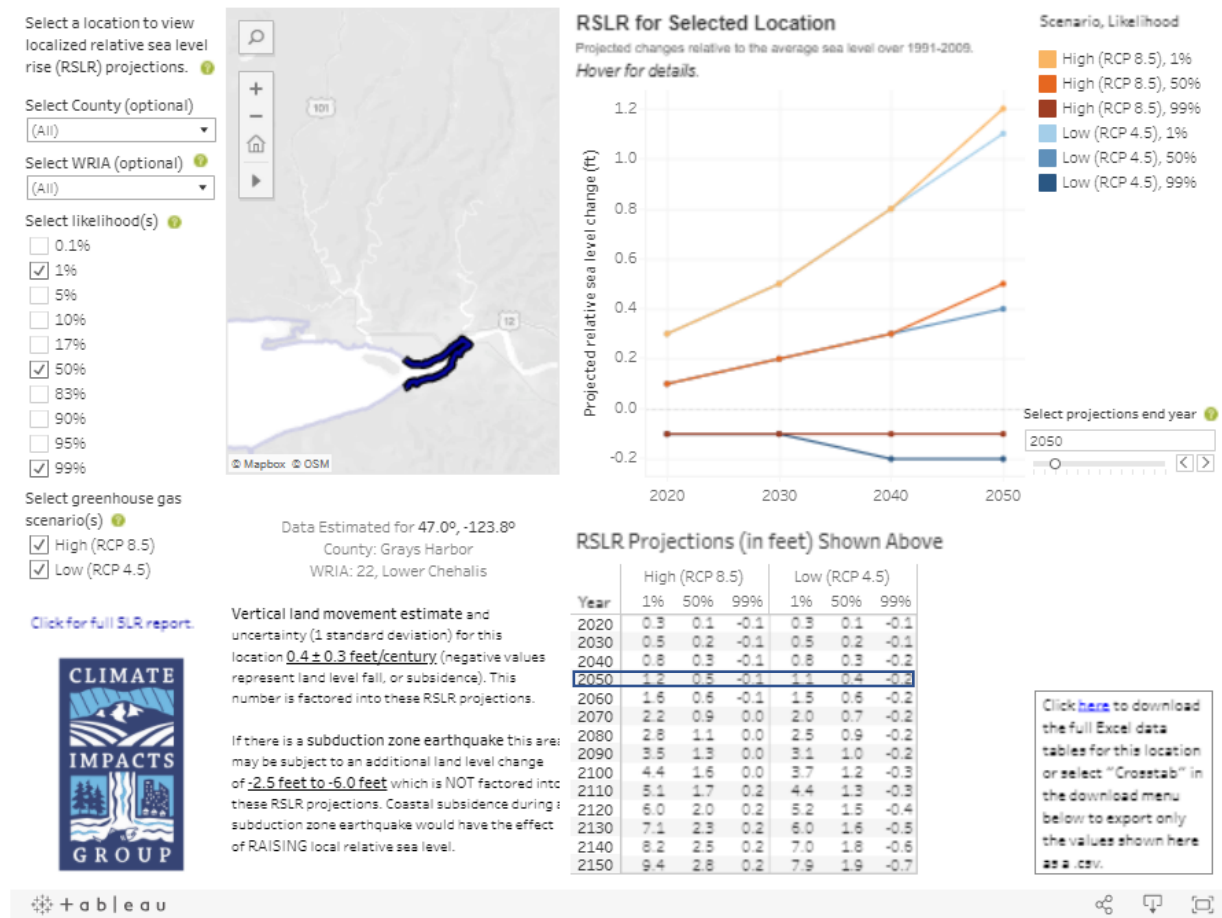 Select a location to view
localized relative sea level
rise (RSLR) projections. ?
Select County (optional)
(All)
Select WRIA (optional) ?
(All)
Select likelihood(s) ?
0.1%
1%
5%
10%
17%
50%
83%
90%
95%
99%
Select greenhouse gas
scenario(s) ?
High (RCP 8.5)
Low (RCP 4.5)
Click for full SLR report.
CLIMATE
IMPACTS
GROUP
101
12
© Mapbox © OSM
Data Estimated for 47.0º, -123.8º
County: Grays Harbor
WRIA: 22, Lower Chehalis
Vertical land movement estimate and
uncertainty (1 standard deviation) for this
location 0.4 ± 0.3 feet/century (negative values
represent land level fall, or subsidence). This
number is factored into these RSLR projections.
If there is a subduction zone earthquake this area
may be subject to an additional land level change
of -2.5 feet to -6.0 feet which is NOT factored into
these RSLR projections. Coastal subsidence during a
subduction zone earthquake would have the effect
of RAISING local relative sea level.
RSLR for Selected Location
Projected changes relative to the average sea level over 1991-2009.
Hover for details.
Projected relative sea level change (ft)
1.2
1.0
0.8
0.6
0.4
0.2
0.0
-0.2
2020 2030 2040 2050
Scenario, Likelihood
High (RCP 8.5), 1%
High (RCP 8.5), 50%
High (RCP 8.5), 99%
Low (RCP 4.5), 1%
Low (RCP 4.5), 50%
Low (RCP 4.5), 99%
Select projections end year ?
2050
RSLR Projections (in feet) Shown Above
High (RCP 8.5) Low (RCP 4.5)
Year 1% 50% 99% 1% 50% 99%
2020 0.3 0.1 -0.1 0.3 0.1 -0.1
2030 0.5 0.2 -0.1 0.5 0.2 -0.1
2040 0.8 0.3 -0.1 0.8 0.3 -0.2
2050 1.2 0.5 -0.1 1.1 0.4 -0.2
2060 1.6 0.6 -0.1 1.5 0.6 -0.2
2070 2.2 0.9 0.0 2.0 0.7 -0.2
2080 2.8 1.1 0.0 2.5 0.9 -0.2
2090 3.5 1.3 0.0 3.1 1.0 -0.2
2100 4.4 1.6 0.0 3.7 1.2 -0.3
2110 5.1 1.7 0.2 4.4 1.3 -0.3
2120 6.0 2.0 0.2 5.2 1.5 -0.4
2130 7.1 2.3 0.2 6.0 1.6 -0.5
2140 8.2 2.5 0.2 7.0 1.8 -0.6
2150 9.4 2.8 0.2 7.9 1.9 -0.7
Click here to download
the full Excel data
tables for this location
or select "Crosstab" in
the download menu
below to export only
the values shown here
as a .csv.
+ a b l e a u